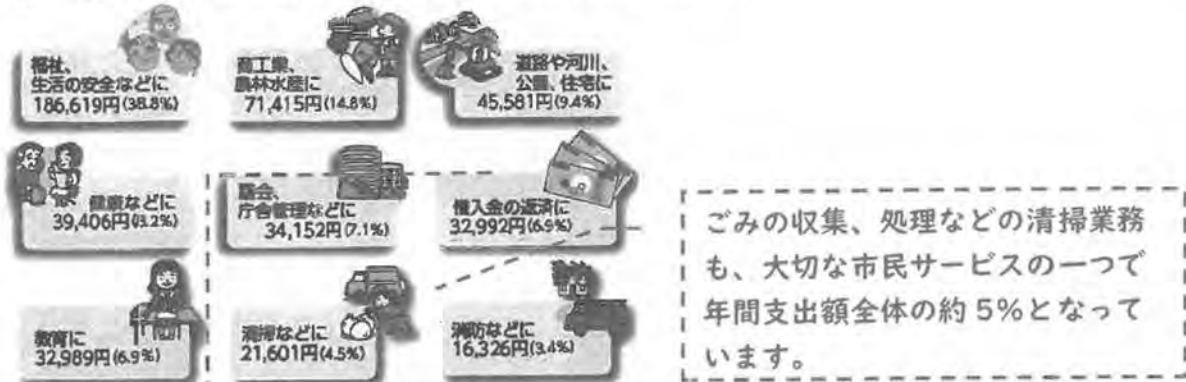 福祉、
生活の安全などに
186,619円(38.8%)
商工業、
農林水産に
71,415円(14.8%)
道路や河川、
公園、住宅に
45,581円(9.4%)
健康などに
39,406円(8.2%)
議会、
庁舎管理などに
34,152円(7.1%)
借入金の返済に
32,992円(6.9%)
教育に
32,989円(6.9%)
清掃などに
21,601円(4.5%)
消防などに
16,326円(3.4%)
ごみの収集、処理などの清掃業務
も、大切な市民サービスの一つで
年間支出額全体の約5%となって
います。